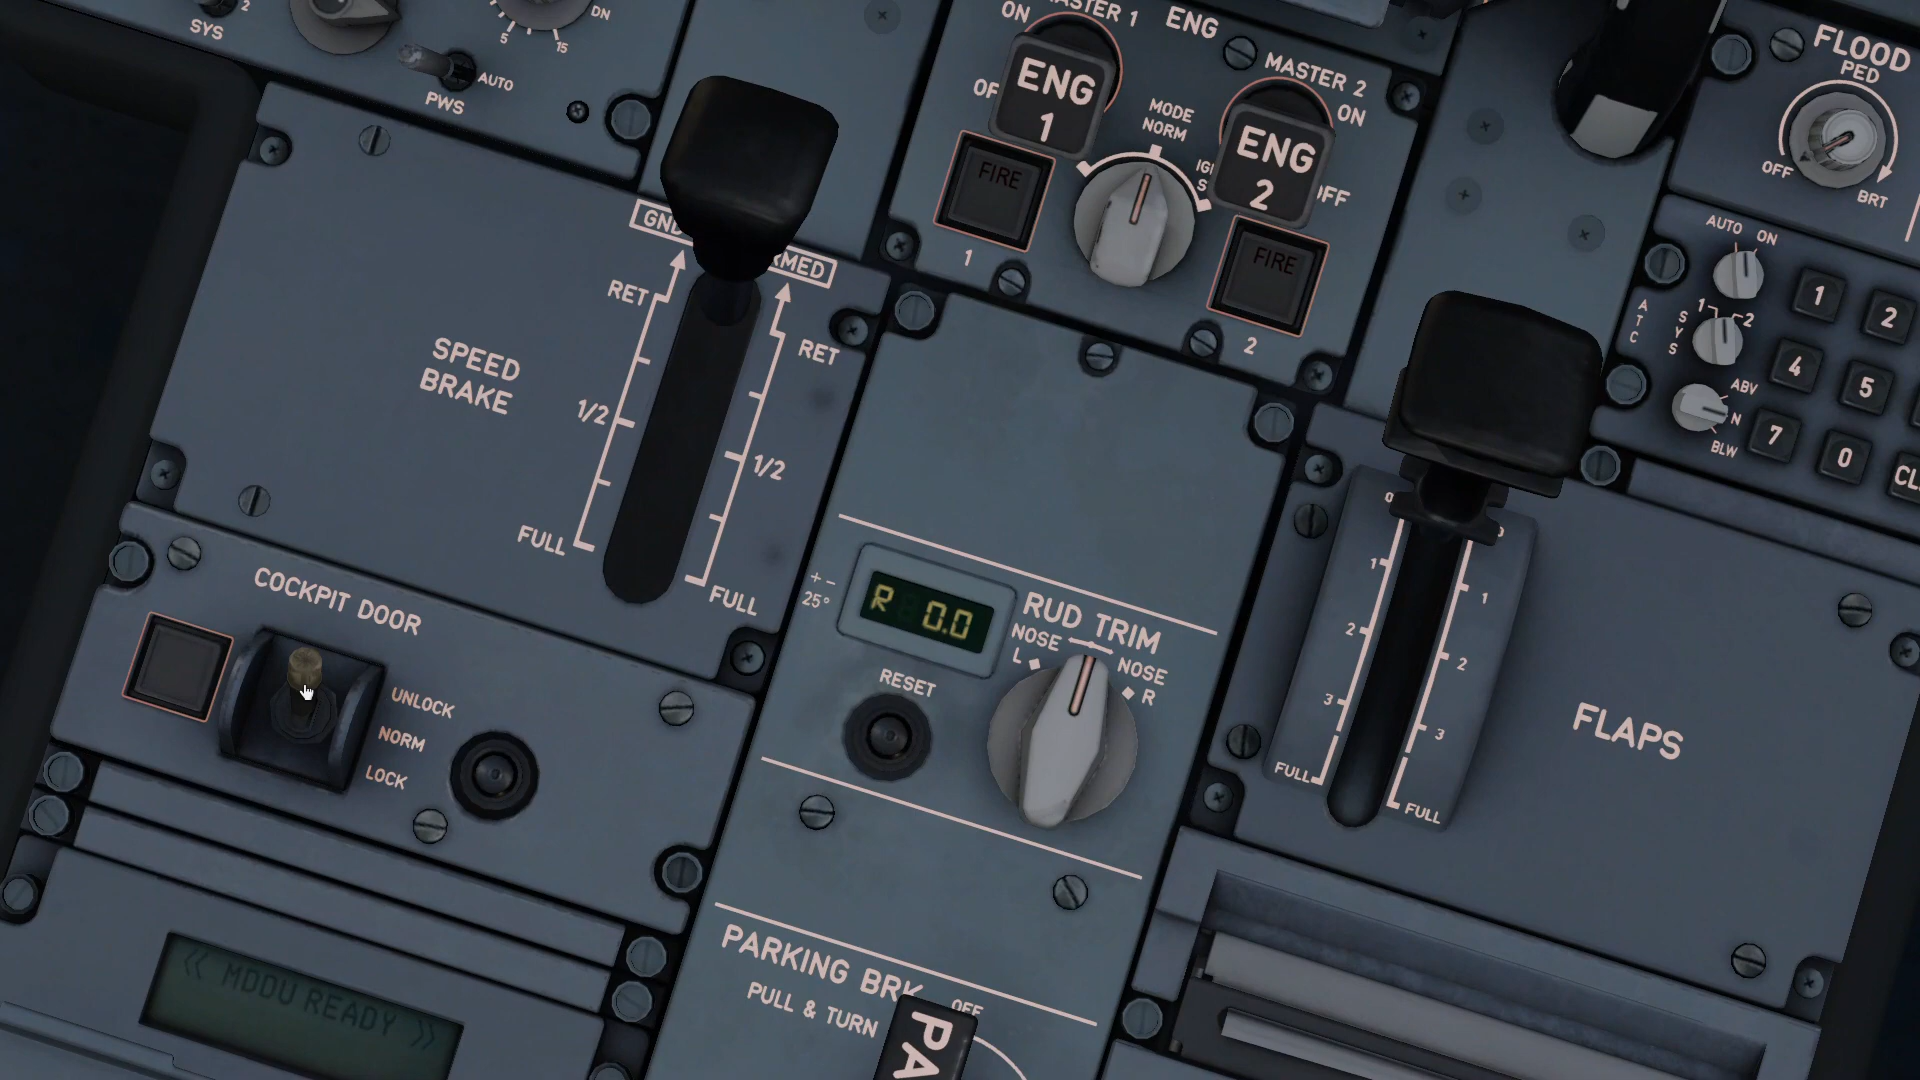 SYS
2
5
15
DN
AUTO
PWS
ON
MASTER 1
ENG
MASTER 2
ON
ENG
1
MODE
NORM
ENG
2
FIRE
FIRE
1
2
FLOOD
PED
OFF
BRT
AUTO
ON
ATC
SYS
1
2
ABV
N
BLW
1
2
4
5
7
0
RET
RET
SPEED
BRAKE
1/2
1/2
FULL
FULL
COCKPIT DOOR
UNLOCK
NORM
LOCK
+ -
25°
R 0.0
RUD TRIM
NOSE
L
NOSE
R
RESET
0
0
1
1
2
2
3
3
FULL
FULL
FLAPS
« MDDU READY »
PARKING BRK
PULL & TURN
OFF
PA